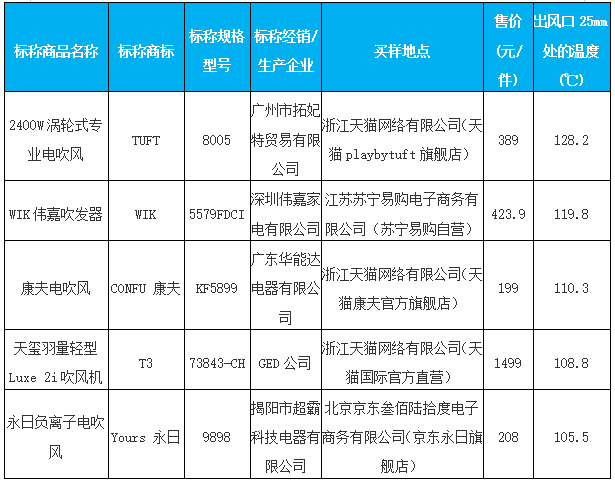 标称商品名称
标称商标
标称规格
型号
标称经销/
生产企业
买样地点
售价
(元/
件)
出风口 25mm
处的温度
(℃)
2400W 涡轮式专
业电吹风
TUFT
8005
广州市拓妃
特贸易有限
公司
浙江天猫网络有限公司(天
猫 playbytuft 旗舰店)
389
128.2
WIK 伟嘉吹发器
WIK
5579FDCI
深圳伟嘉家
电有限公司
江苏苏宁易购电子商务有
限公司（苏宁易购自营）
423.9
119.8
康夫电吹风
CONFU 康夫
KF5899
广东华能达
电器有限公
司
浙江天猫网络有限公司(天
猫康夫官方旗舰店)
199
110.3
天玺羽量轻型
Luxe 2i 吹风机
T3
73843-CH
GED 公司
浙江天猫网络有限公司(天
猫国际官方直营)
1499
108.8
永日负离子电吹
风
Yours 永日
9898
揭阳市超霸
科技电器有
限公司
北京京东叁佰陆拾度电子
商务有限公司(京东永日旗
舰店)
208
105.5